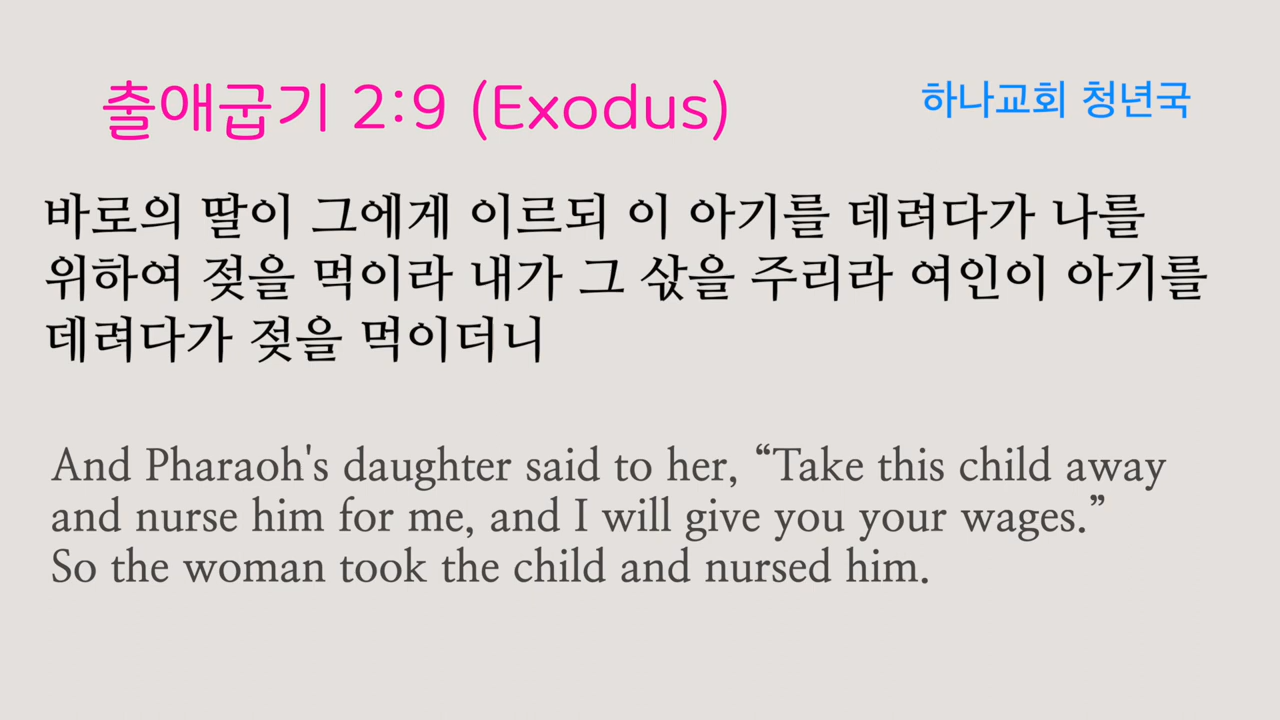 출애굽기 2:9 (Exodus)
하나교회 청년국
바로의 딸이 그에게 이르되 이 아기를 데려다가 나를
위하여 젖을 먹이라 내가 그 삯을 주리라 여인이 아기를
데려다가 젖을 먹이더니
And Pharaoh's daughter said to her, “Take this child away
and nurse him for me, and I will give you your wages.”
So the woman took the child and nursed him.